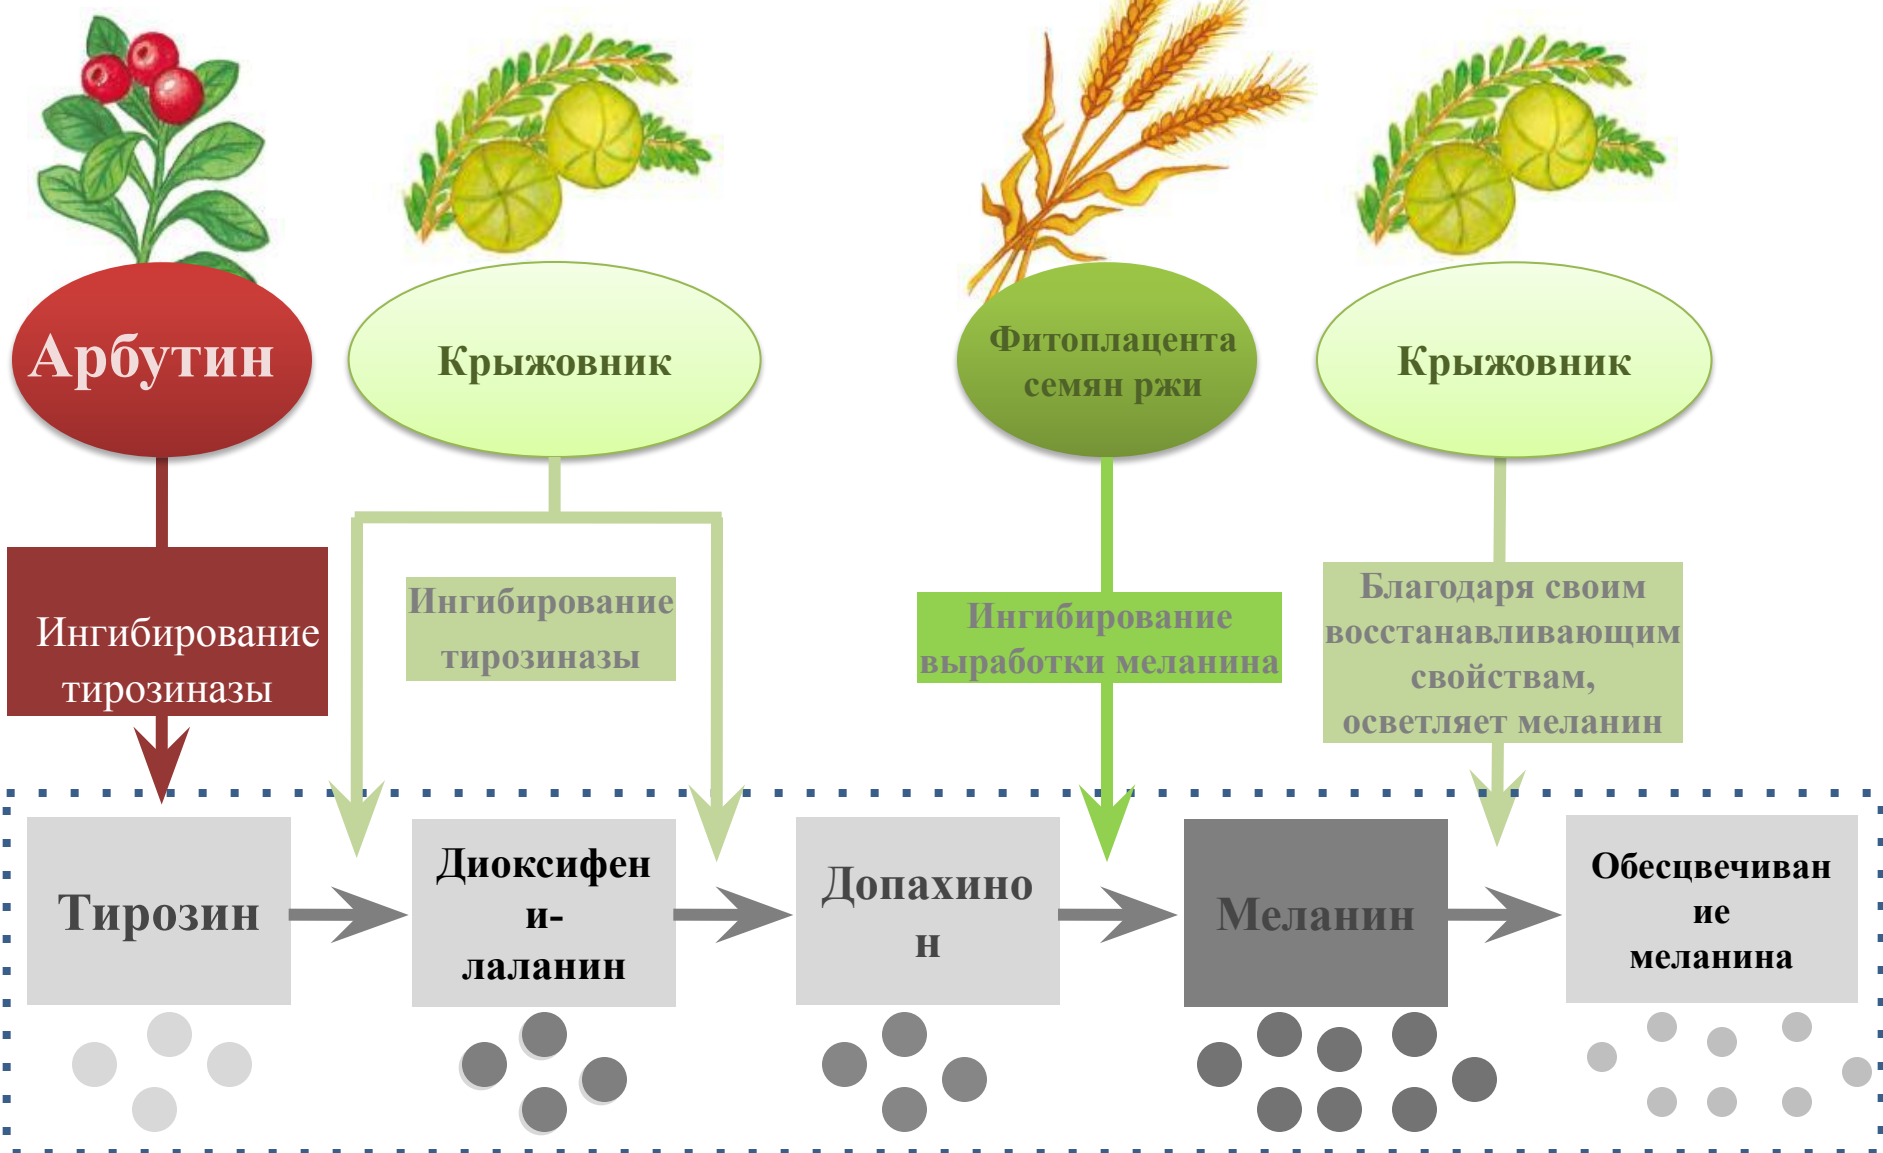 Арбутин
Крыжовник
Фитоплацента
семян ржи
Крыжовник
Ингибирование
тирозиназы
Ингибирование
тирозиназы
Ингибирование
выработки меланина
Благодаря своим
восстанавливающим
свойствам,
осветляет меланин
Тирозин
Диоксифен
и-
лаланин
Допахино
н
Меланин
Обесцвечиван
ие
меланина